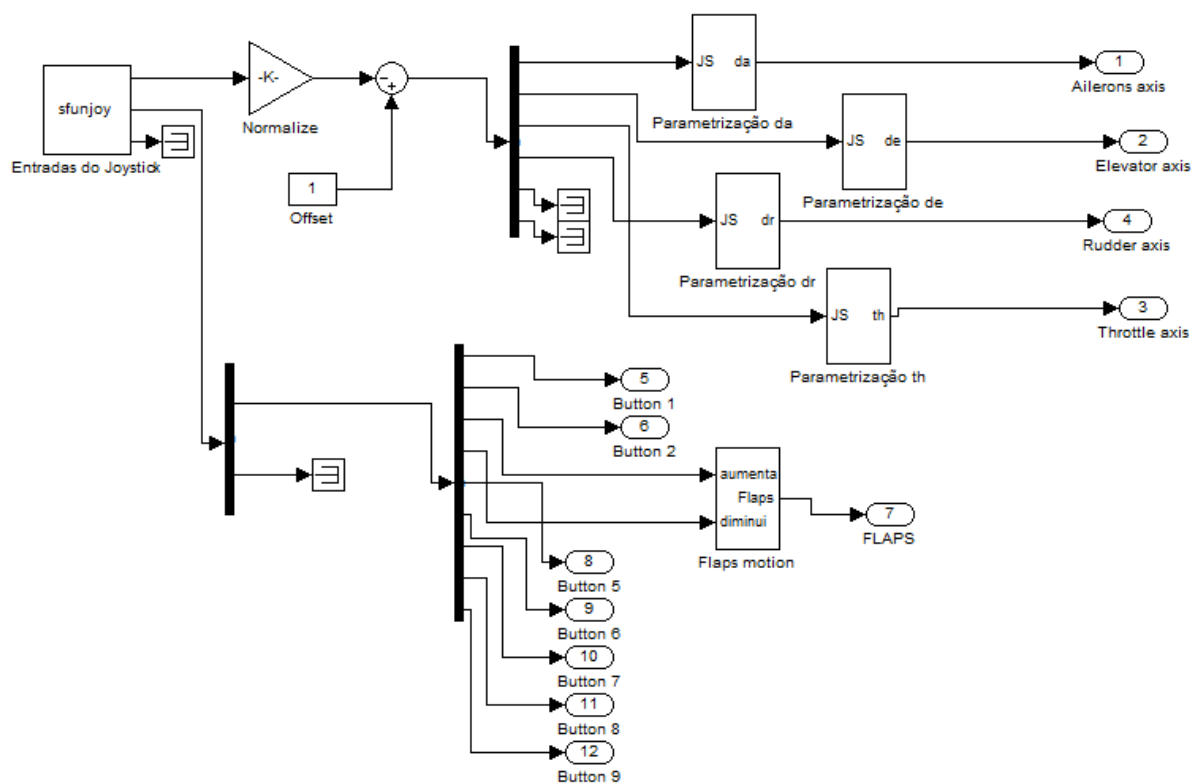 sfunjoy
Entradas do Joystick
-K-
Normalize
1
Offset
JS da
Parametrização da
1
Ailerons axis
JS de
Parametrização de
2
Elevator axis
JS dr
Parametrização dr
4
Rudder axis
JS th
Parametrização th
3
Throttle axis
5
Button 1
6
Button 2
aumenta
Flaps
diminui
Flaps motion
7
FLAPS
8
Button 5
9
Button 6
10
Button 7
11
Button 8
12
Button 9